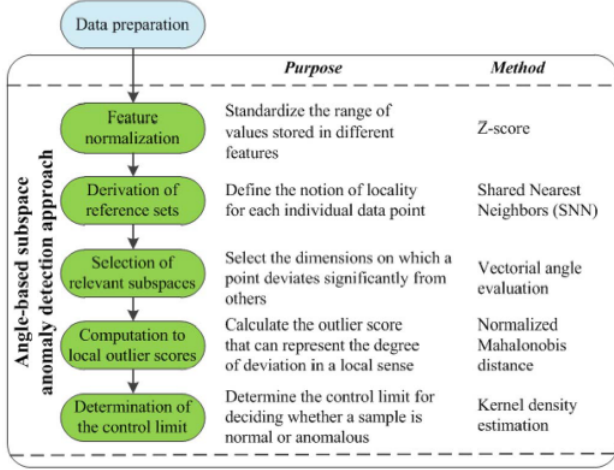 Data preparation
Purpose
Method
Angle-based subspace
anomaly detection approach
Feature
normalization
Standardize the range of
values stored in different
features
Z-score
Derivation of
reference sets
Define the notion of locality
for each individual data point
Shared Nearest
Neighbors (SNN)
Selection of
relevant subspaces
Select the dimensions on which a
point deviates significantly from
others
Vectorial angle
evaluation
Computation to
local outlier scores
Calculate the outlier score
that can represent the degree
of deviation in a local sense
Normalized
Mahalonobis
distance
Determination of
the control limit
Determine the control limit for
deciding whether a sample is
normal or anomalous
Kernel density
estimation